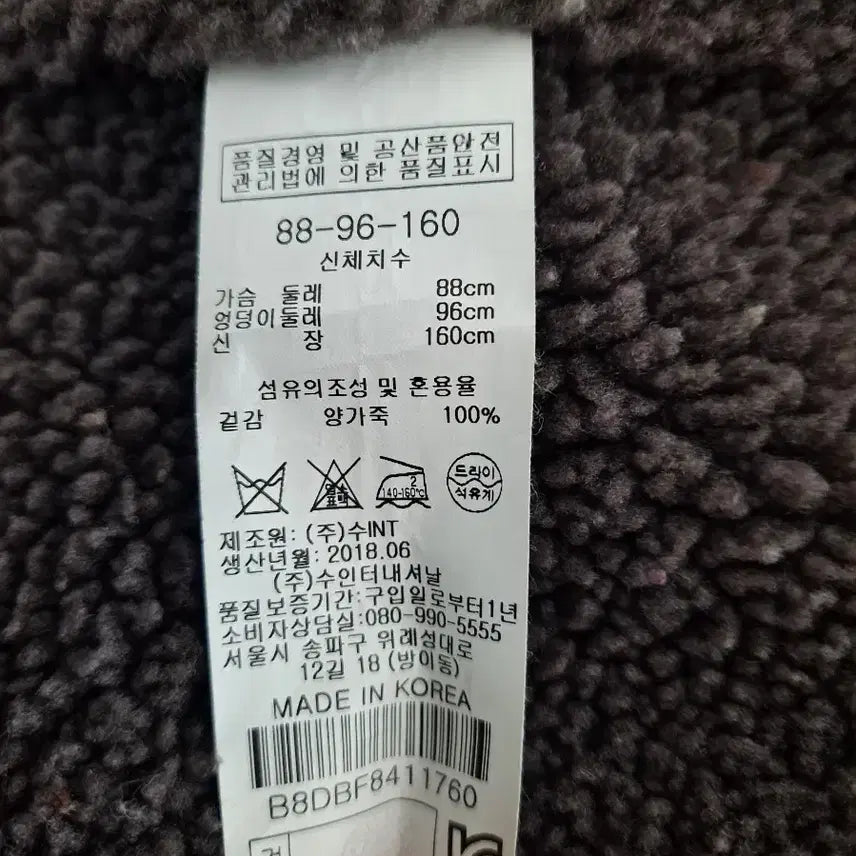 품질경영 및 공산품안전
관리법에 의한 품질표시
88-96-160
신체치수
가슴 둘레 88cm
엉덩이둘레 96cm
신 장 160cm
섬유의조성 및 혼용율
겉감 양가죽 100%
염소 표백
2
140-160℃
드라이
석유계
제조원: (주)수INT
생산년월: 2018.06
(주)수인터내셔날
품질보증기간:구입일로부터1년
소비자상담실:080-990-5555
서울시 송파구 위례성대로
12길 18 (방이동)
MADE IN KOREA
B8DBF8411760